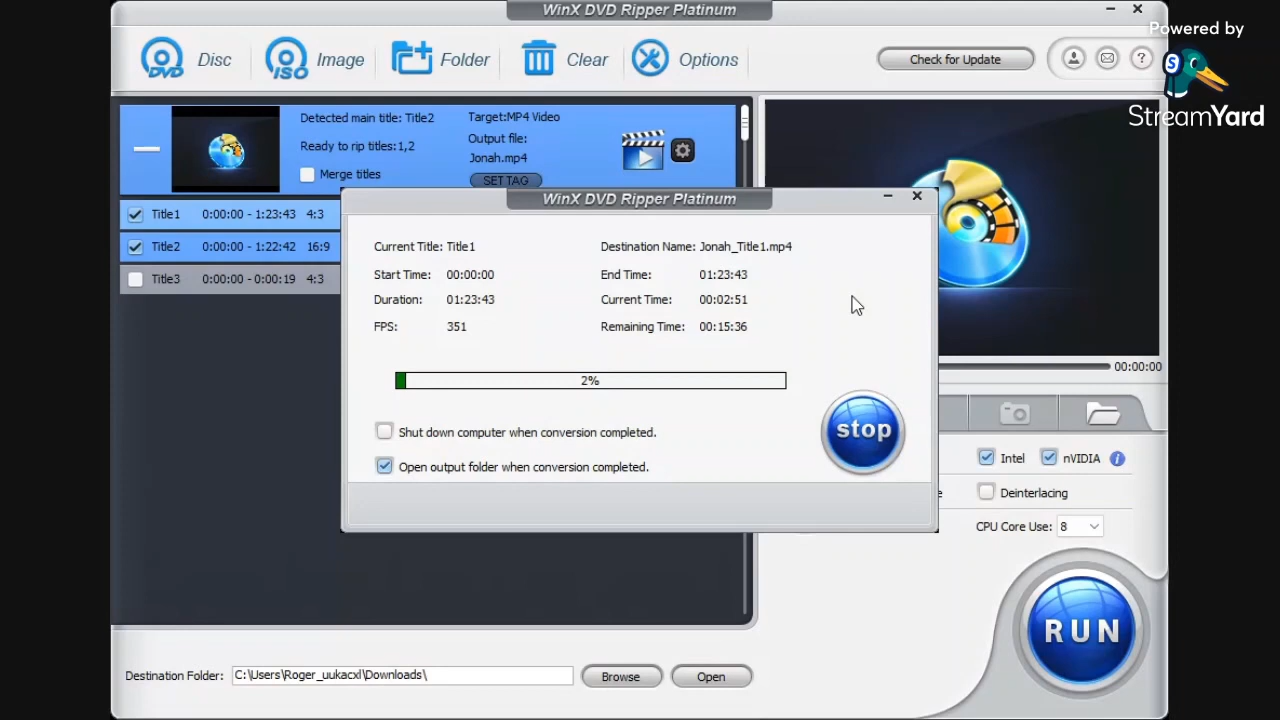 WinX DVD Ripper Platinum
Powered by
StreamYard
S
DVD Disc
ISO Image
Folder
Clear
Options
Check for Update
?
Detected main title: Title2
Target:MP4 Video
Ready to rip titles:1,2
Output file:
Jonah.mp4
Merge titles
SET TAG
Title1 0:00:00 - 1:23:43 4:3
Title2 0:00:00 - 1:22:42 16:9
Title3 0:00:00 - 0:00:19 4:3
WinX DVD Ripper Platinum
Current Title: Title1
Destination Name: Jonah_Title1.mp4
Start Time: 00:00:00
End Time: 01:23:43
Duration: 01:23:43
Current Time: 00:02:51
FPS: 351
Remaining Time: 00:15:36
2%
Shut down computer when conversion completed.
Open output folder when conversion completed.
stop
00:00:00
Intel
nVIDIA
i
e
Deinterlacing
CPU Core Use: 8
RUN
Destination Folder: C:\Users\Roger_uukacxl\Downloads\
Browse
Open